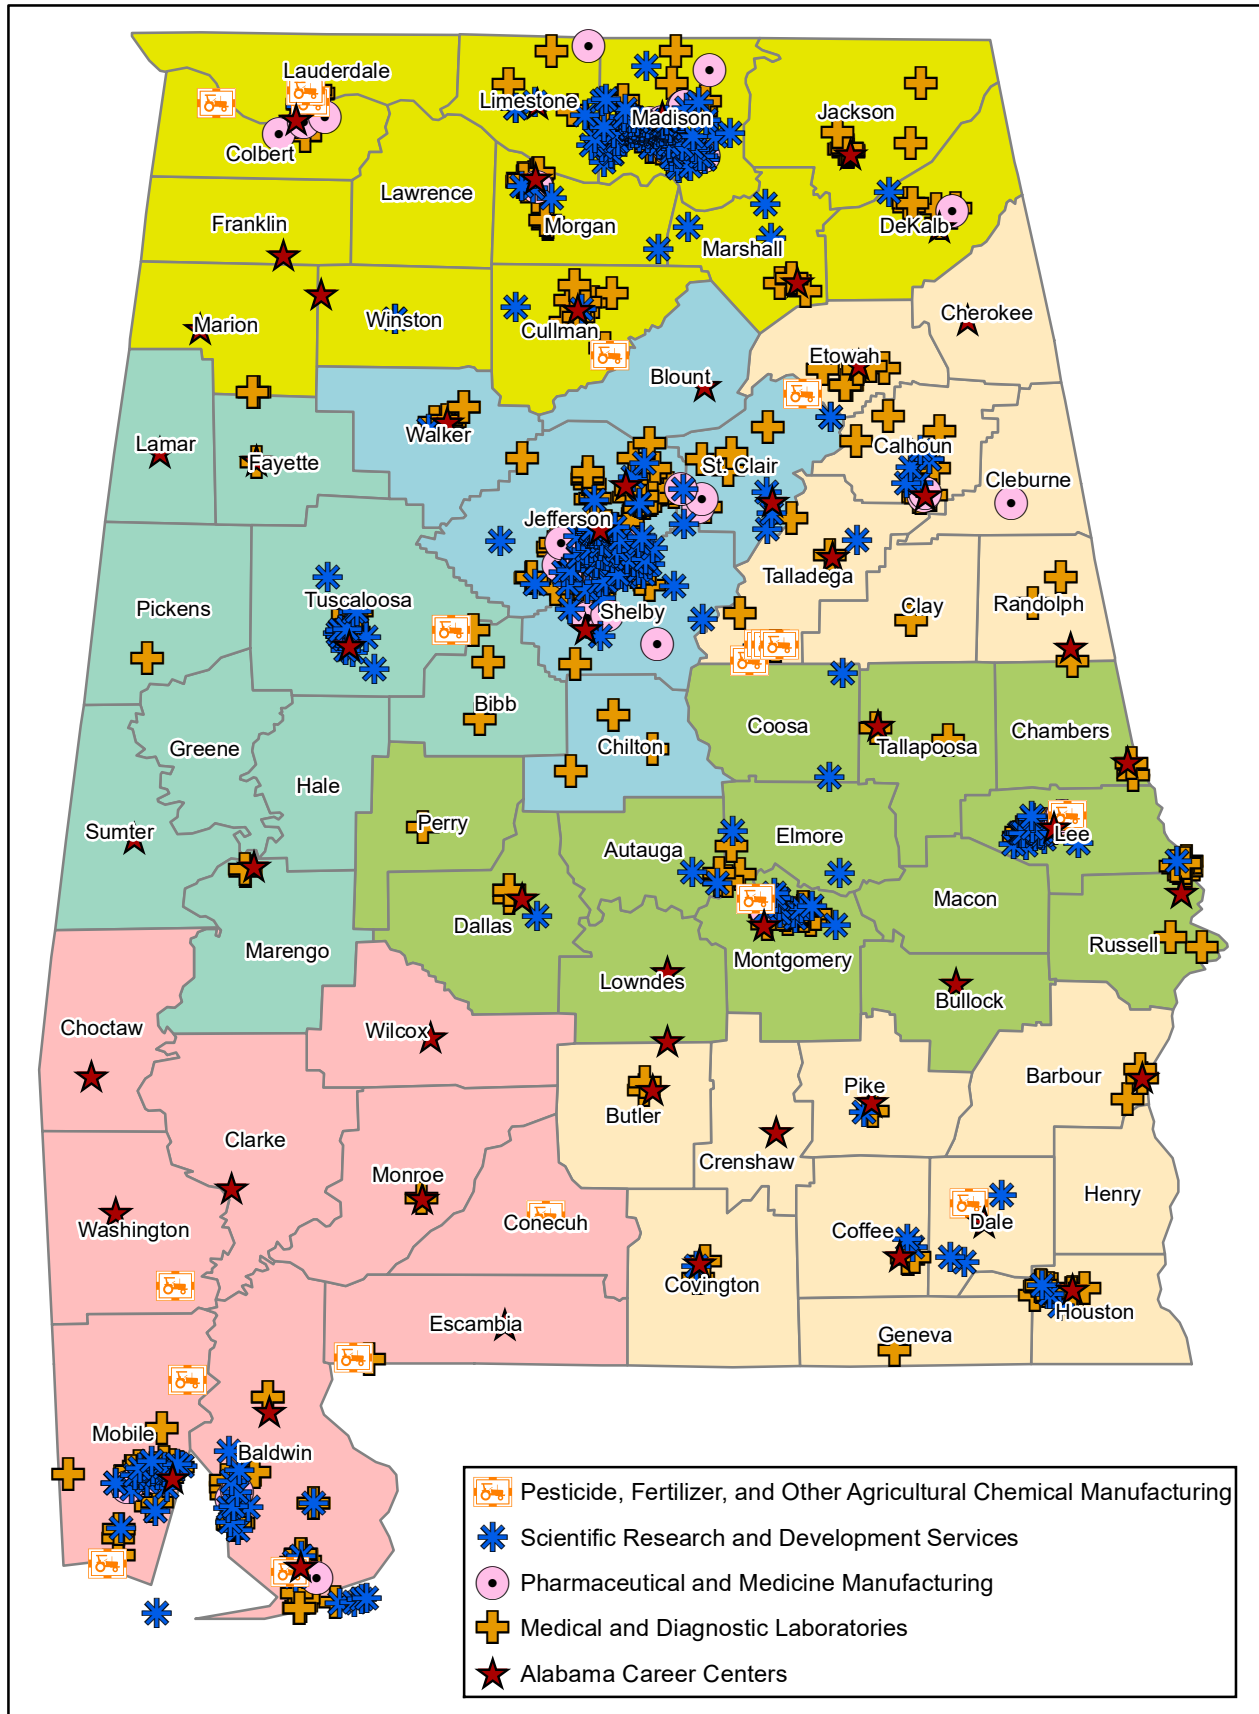 Lauderdale
Limestone
Madison
Jackson
Colbert
Lawrence
Franklin
Morgan
DeKalb
Marshall
Marion
Winston
Cullman
Cherokee
Etowah
Blount
Walker
Lamar
Fayette
St. Clair
Calhoun
Cleburne
Jefferson
Talladega
Pickens
Tuscaloosa
Shelby
Clay
Randolph
Bibb
Coosa
Tallapoosa
Chambers
Greene
Chilton
Hale
Sumter
Perry
Autauga
Elmore
Lee
Dallas
Macon
Marengo
Montgomery
Russell
Lowndes
Bullock
Choctaw
Wilcox
Butler
Pike
Barbour
Clarke
Crenshaw
Monroe
Henry
Washington
Conecuh
Coffee
Dale
Covington
Houston
Escambia
Geneva
Mobile
Baldwin
Pesticide, Fertilizer, and Other Agricultural Chemical Manufacturing
Scientific Research and Development Services
Pharmaceutical and Medicine Manufacturing
Medical and Diagnostic Laboratories
Alabama Career Centers